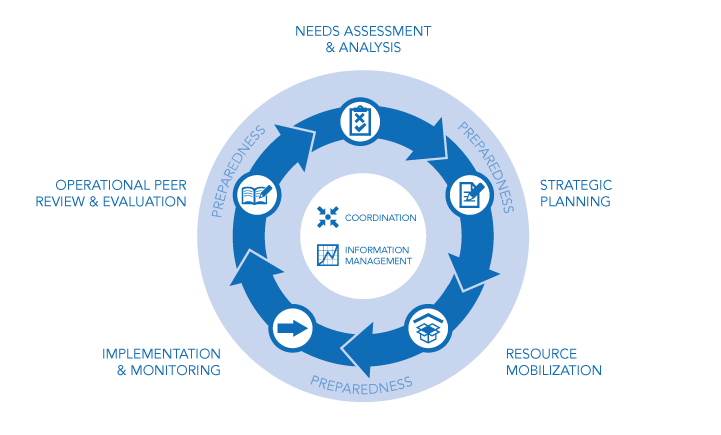 NEEDS ASSESSMENT
& ANALYSIS
PREPAREDNESS
PREPAREDNESS
OPERATIONAL PEER
REVIEW & EVALUATION
STRATEGIC
PLANNING
COORDINATION
INFORMATION
MANAGEMENT
IMPLEMENTATION
& MONITORING
RESOURCE
MOBILIZATION
PREPAREDNESS